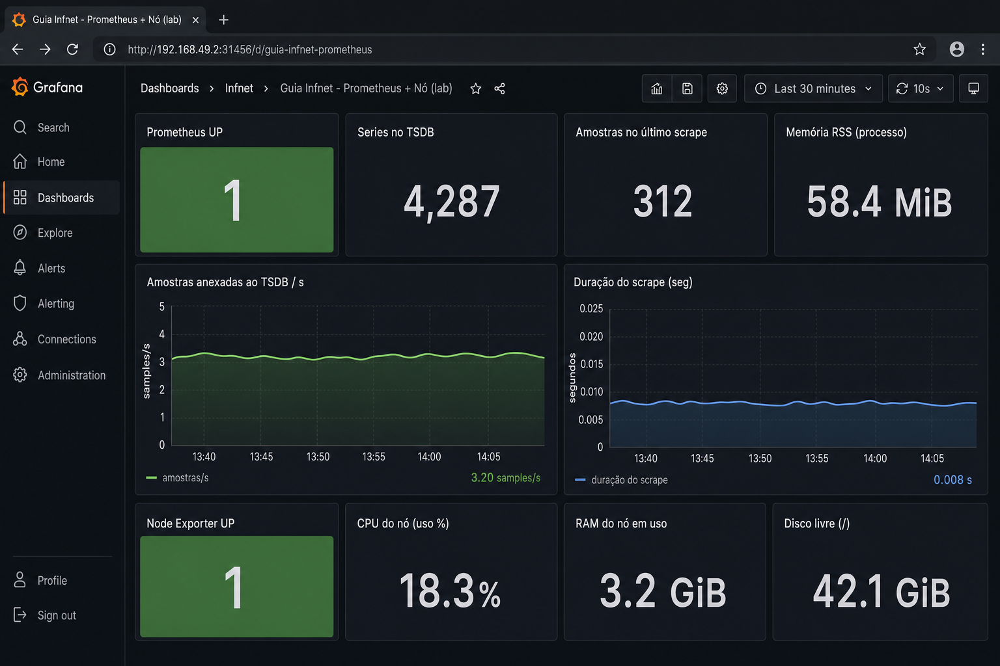 Guia Infnet - Prometheus + Nó (lab)
http://192.168.49.2:31456/d/guia-infnet-prometheus
Grafana
Search
Home
Dashboards
Explore
Alerts
Alerting
Connections
Administration
Profile
Sign out
Dashboards > Infnet > Guia Infnet - Prometheus + Nó (lab)
Last 30 minutes
10s
Prometheus UP
1
Series no TSDB
4,287
Amostras no último scrape
312
Memória RSS (processo)
58.4 MiB
Amostras anexadas ao TSDB / s
samples/s
5
4
3
2
1
0
13:40 13:45 13:50 13:55 14:00 14:05
amostras/s
3.20 samples/s
Duração do scrape (seg)
segundos
0.025
0.020
0.015
0.010
0.005
0
13:40 13:45 13:50 13:55 14:00 14:05
duração do scrape
0.008 s
Node Exporter UP
1
CPU do nó (uso %)
18.3%
RAM do nó em uso
3.2 GiB
Disco livre (/)
42.1 GiB